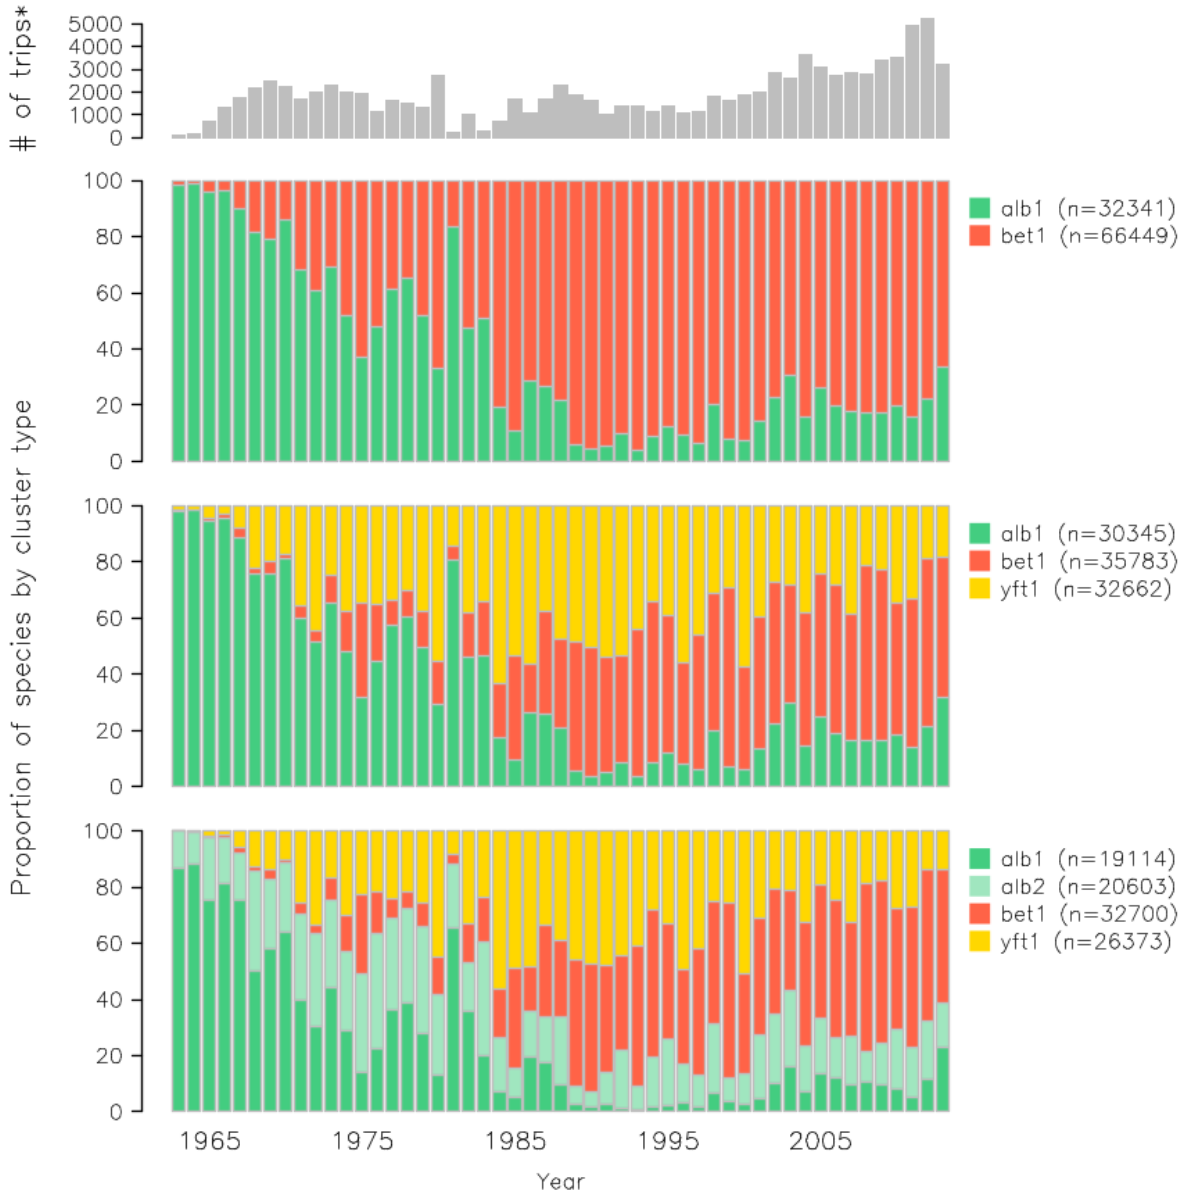 # of trips*
5000
4000
3000
2000
1000
0
Proportion of species by cluster type
100
80
60
40
20
0
alb1 (n=32341)
bet1 (n=66449)
100
80
60
40
20
0
alb1 (n=30345)
bet1 (n=35783)
yft1 (n=32662)
100
80
60
40
20
0
alb1 (n=19114)
alb2 (n=20603)
bet1 (n=32700)
yft1 (n=26373)
1965 1975 1985 1995 2005
Year